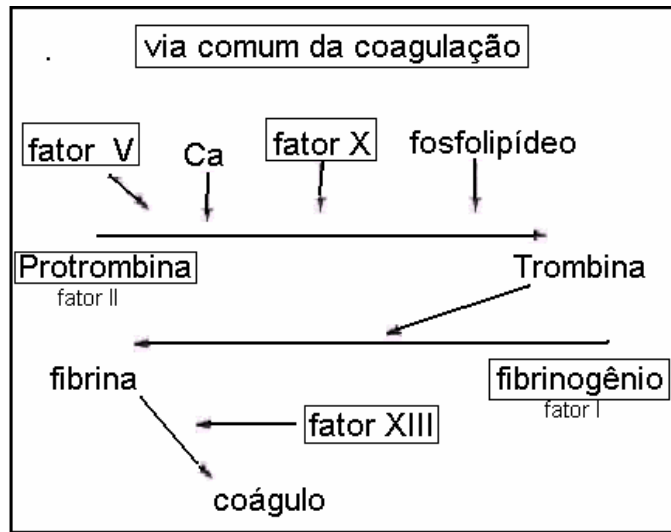 via comum da coagulação
fator V
Ca
fator X
fosfolipídeo
Protrombina
fator II
Trombina
fibrina
fibrinogênio
fator I
fator XIII
coágulo